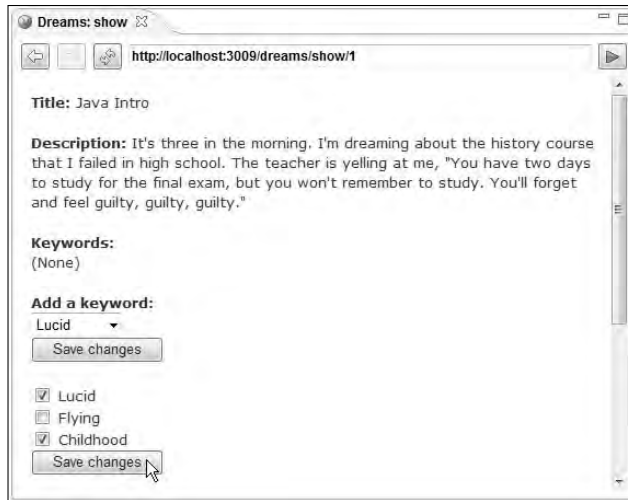 Dreams: show
http://localhost:3009/dreams/show/1
Title: Java Intro
Description: It's three in the morning. I'm dreaming about the history course
that I failed in high school. The teacher is yelling at me, "You have two days
to study for the final exam, but you won't remember to study. You'll forget
and feel guilty, guilty, guilty."
Keywords:
(None)
Add a keyword:
Lucid
Save changes
Lucid
Flying
Childhood
Save changes